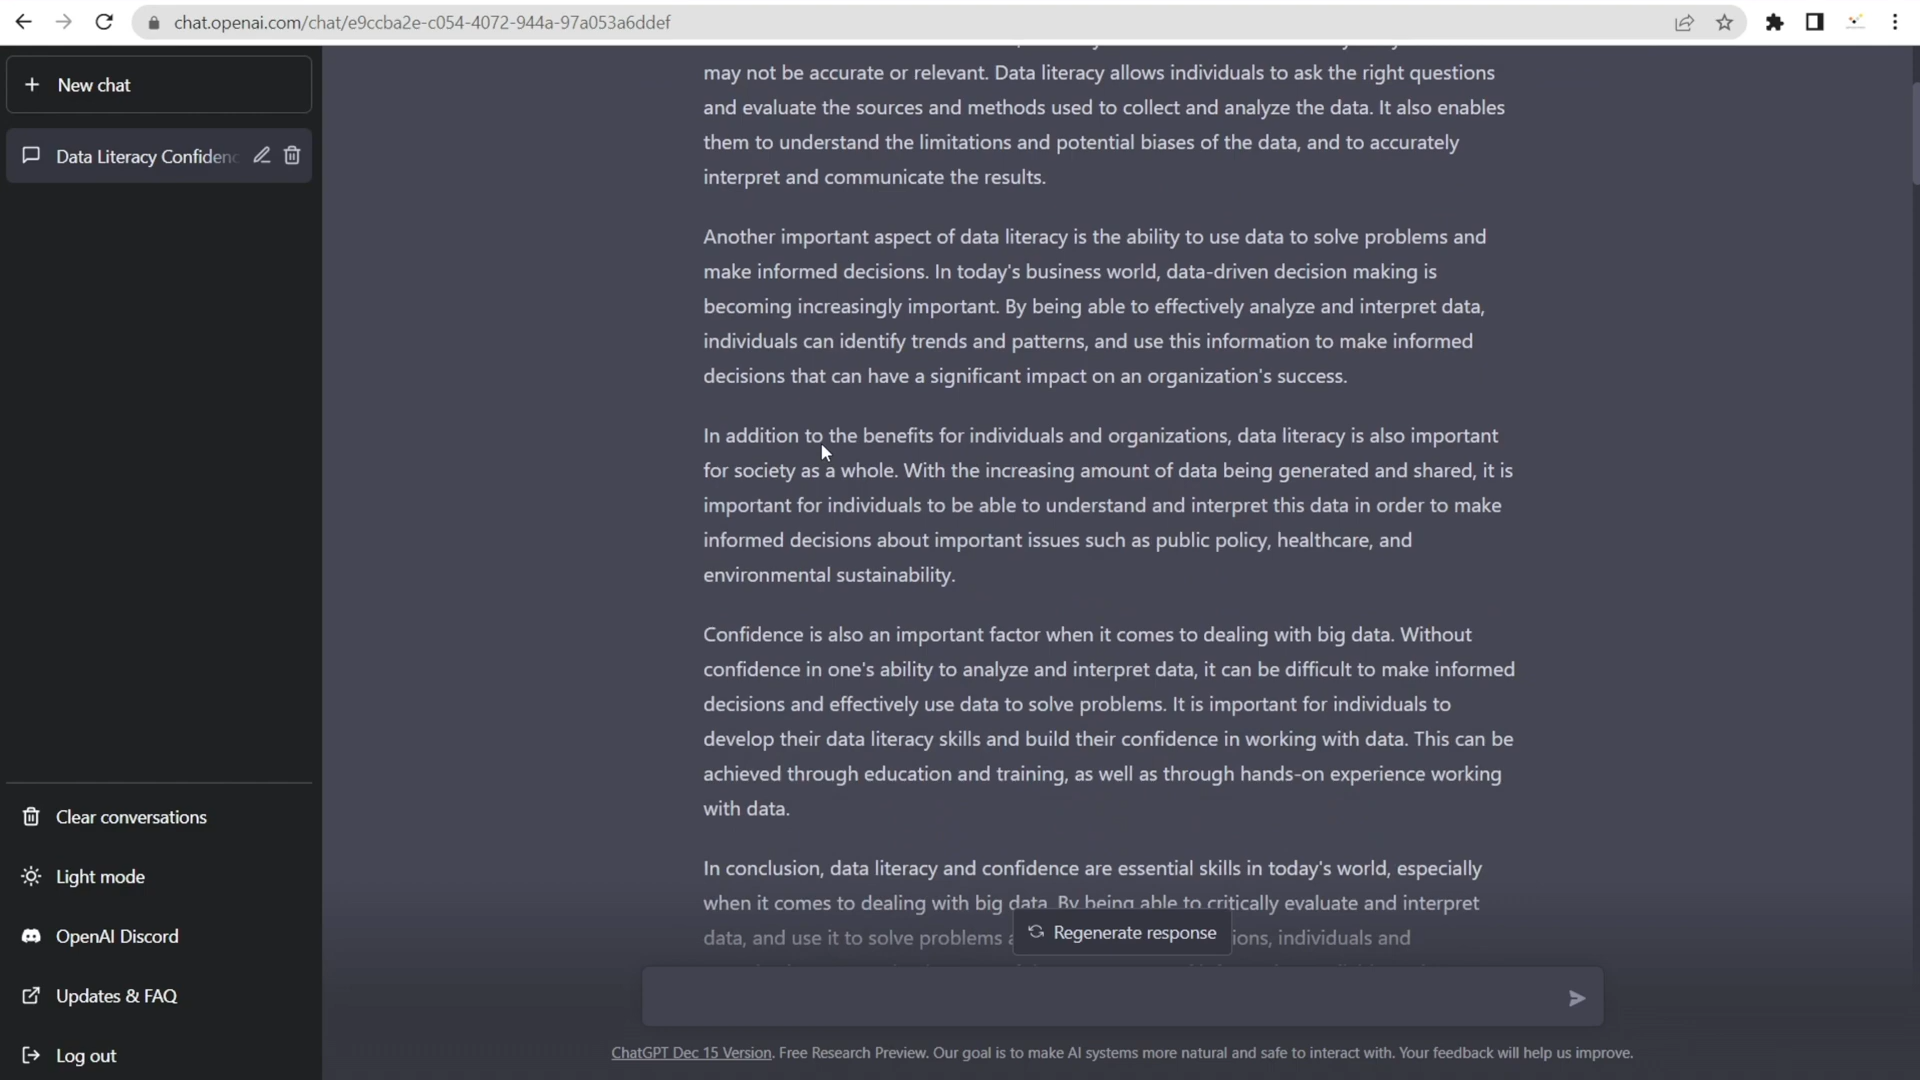 chat.openai.com/chat/e9ccba2e-c054-4072-944a-97a053a6ddef
New chat
Data Literacy Confidenc
Clear conversations
Light mode
OpenAI Discord
Updates & FAQ
Log out
may not be accurate or relevant. Data literacy allows individuals to ask the right questions
and evaluate the sources and methods used to collect and analyze the data. It also enables
them to understand the limitations and potential biases of the data, and to accurately
interpret and communicate the results.
Another important aspect of data literacy is the ability to use data to solve problems and
make informed decisions. In today's business world, data-driven decision making is
becoming increasingly important. By being able to effectively analyze and interpret data,
individuals can identify trends and patterns, and use this information to make informed
decisions that can have a significant impact on an organization's success.
In addition to the benefits for individuals and organizations, data literacy is also important
for society as a whole. With the increasing amount of data being generated and shared, it is
important for individuals to be able to understand and interpret this data in order to make
informed decisions about important issues such as public policy, healthcare, and
environmental sustainability.
Confidence is also an important factor when it comes to dealing with big data. Without
confidence in one's ability to analyze and interpret data, it can be difficult to make informed
decisions and effectively use data to solve problems. It is important for individuals to
develop their data literacy skills and build their confidence in working with data. This can be
achieved through education and training, as well as through hands-on experience working
with data.
In conclusion, data literacy and confidence are essential skills in today's world, especially
when it comes to dealing with big data. By being able to critically evaluate and interpret
data, and use it to solve problems a ions, individuals and
Regenerate response
ChatGPT Dec 15 Version. Free Research Preview. Our goal is to make AI systems more natural and safe to interact with. Your feedback will help us improve.